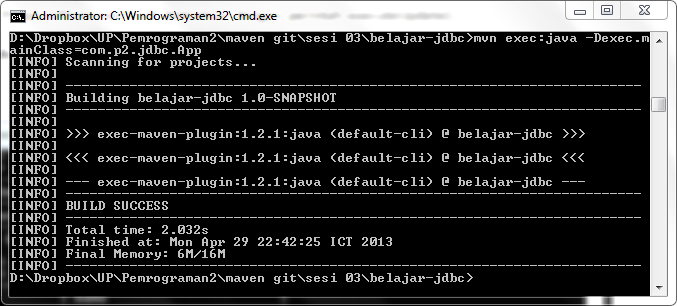 Administrator: C:\Windows\system32\cmd.exe
D:\Dropbox\UP\Pemrograman2\maven git\sesi 03\belajar-jdbc>mvn exec:java -Dexec.m
ainClass=com.p2.jdbc.App
[INFO] Scanning for projects...
[INFO]
[INFO] ------------------------------------------------------------------------
[INFO] Building belajar-jdbc 1.0-SNAPSHOT
[INFO] ------------------------------------------------------------------------
[INFO]
[INFO] >>> exec-maven-plugin:1.2.1:java (default-cli) @ belajar-jdbc >>>
[INFO]
[INFO] <<< exec-maven-plugin:1.2.1:java (default-cli) @ belajar-jdbc <<<
[INFO]
[INFO] --- exec-maven-plugin:1.2.1:java (default-cli) @ belajar-jdbc ---
[INFO] ------------------------------------------------------------------------
[INFO] BUILD SUCCESS
[INFO] ------------------------------------------------------------------------
[INFO] Total time: 2.032s
[INFO] Finished at: Mon Apr 29 22:42:25 ICT 2013
[INFO] Final Memory: 6M/16M
[INFO] ------------------------------------------------------------------------
D:\Dropbox\UP\Pemrograman2\maven git\sesi 03\belajar-jdbc>